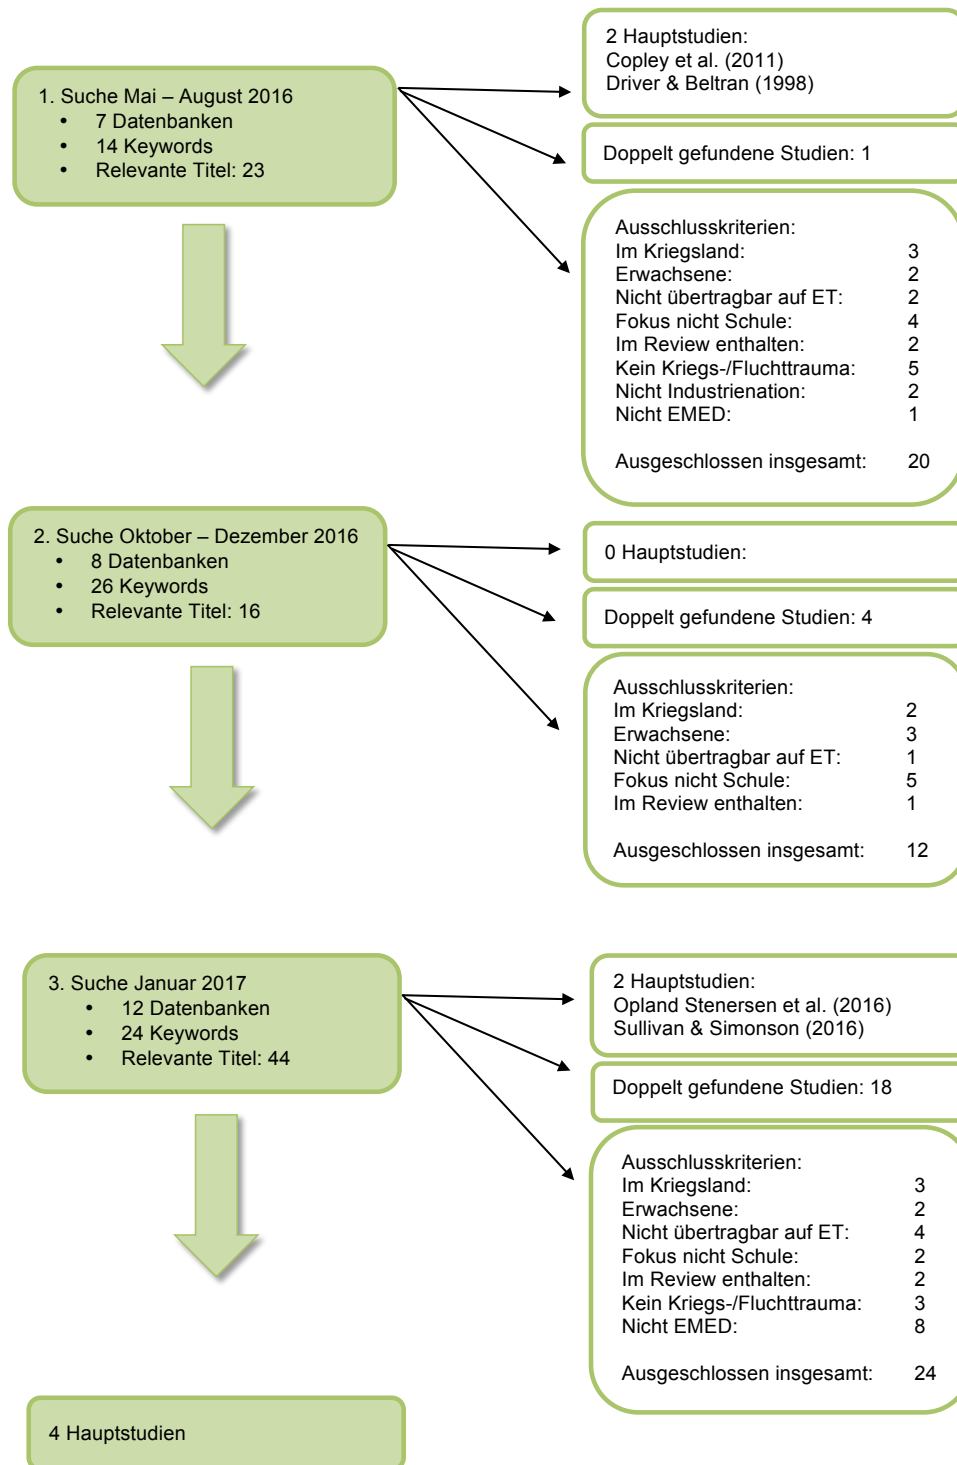 1. Suche Mai – August 2016
• 7 Datenbanken
• 14 Keywords
• Relevante Titel: 23
2 Hauptstudien:
Copley et al. (2011)
Driver & Beltran (1998)
Doppelt gefundene Studien: 1
Ausschlusskriterien:
Im Kriegsland: 3
Erwachsene: 2
Nicht übertragbar auf ET: 2
Fokus nicht Schule: 4
Im Review enthalten: 2
Kein Kriegs-/Fluchttrauma: 5
Nicht Industrienation: 2
Nicht EMED: 1
Ausgeschlossen insgesamt: 20
2. Suche Oktober – Dezember 2016
• 8 Datenbanken
• 26 Keywords
• Relevante Titel: 16
0 Hauptstudien:
Doppelt gefundene Studien: 4
Ausschlusskriterien:
Im Kriegsland: 2
Erwachsene: 3
Nicht übertragbar auf ET: 1
Fokus nicht Schule: 5
Im Review enthalten: 1
Ausgeschlossen insgesamt: 12
3. Suche Januar 2017
• 12 Datenbanken
• 24 Keywords
• Relevante Titel: 44
2 Hauptstudien:
Opland Stenersen et al. (2016)
Sullivan & Simonson (2016)
Doppelt gefundene Studien: 18
Ausschlusskriterien:
Im Kriegsland: 3
Erwachsene: 2
Nicht übertragbar auf ET: 4
Fokus nicht Schule: 2
Im Review enthalten: 2
Kein Kriegs-/Fluchttrauma: 3
Nicht EMED: 8
Ausgeschlossen insgesamt: 24
4 Hauptstudien